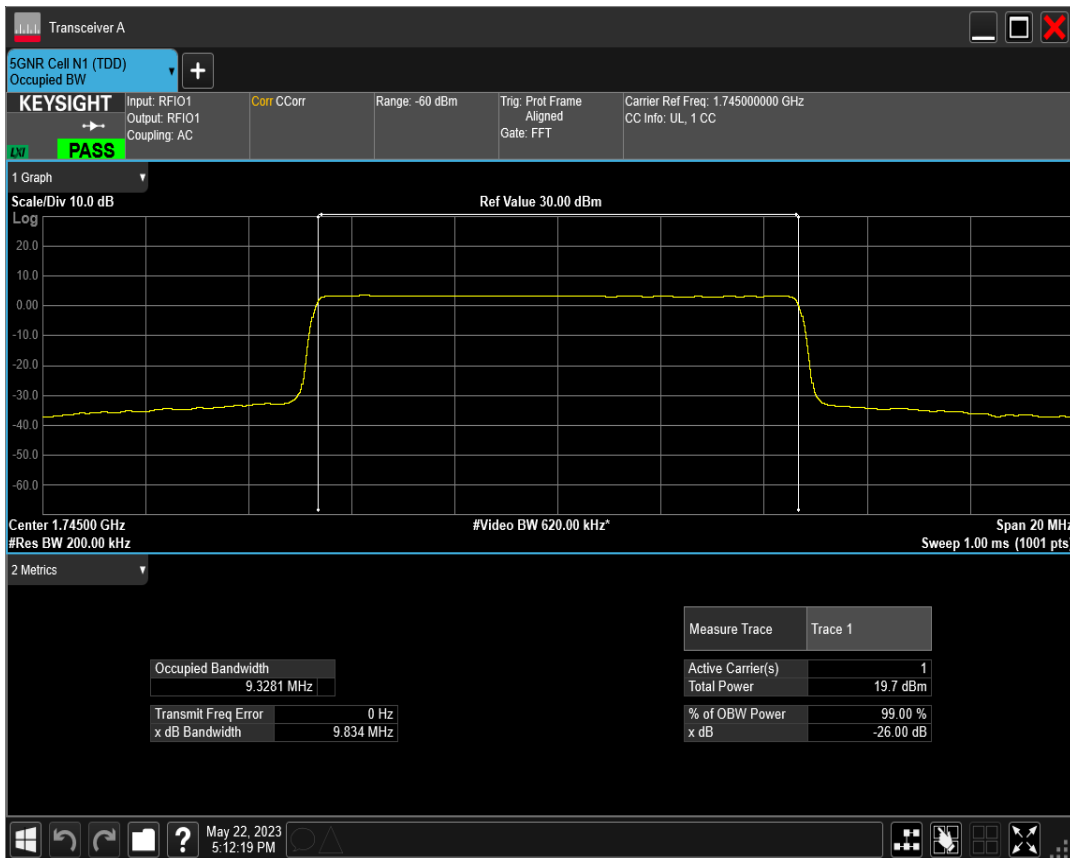 Transceiver A
5GNR Cell N1 (TDD)
Occupied BW
+
KEYSIGHT
LXI
PASS
Input: RFIO1
Output: RFIO1
Coupling: AC
Corr CCorr
Range: -60 dBm
Trig: Prot Frame
Aligned
Gate: FFT
Carrier Ref Freq: 1.745000000 GHz
CC Info: UL, 1 CC
1 Graph
Scale/Div 10.0 dB
Ref Value 30.00 dBm
Log
20.0
10.0
0.00
-10.0
-20.0
-30.0
-40.0
-50.0
-60.0
Center 1.74500 GHz
#Video BW 620.00 kHz*
Span 20 MHz
#Res BW 200.00 kHz
Sweep 1.00 ms (1001 pts)
2 Metrics
Measure Trace Trace 1
Occupied Bandwidth
9.3281 MHz
Active Carrier(s) 1
Total Power 19.7 dBm
Transmit Freq Error 0 Hz
x dB Bandwidth 9.834 MHz
% of OBW Power 99.00 %
x dB -26.00 dB
?
May 22, 2023
5:12:19 PM